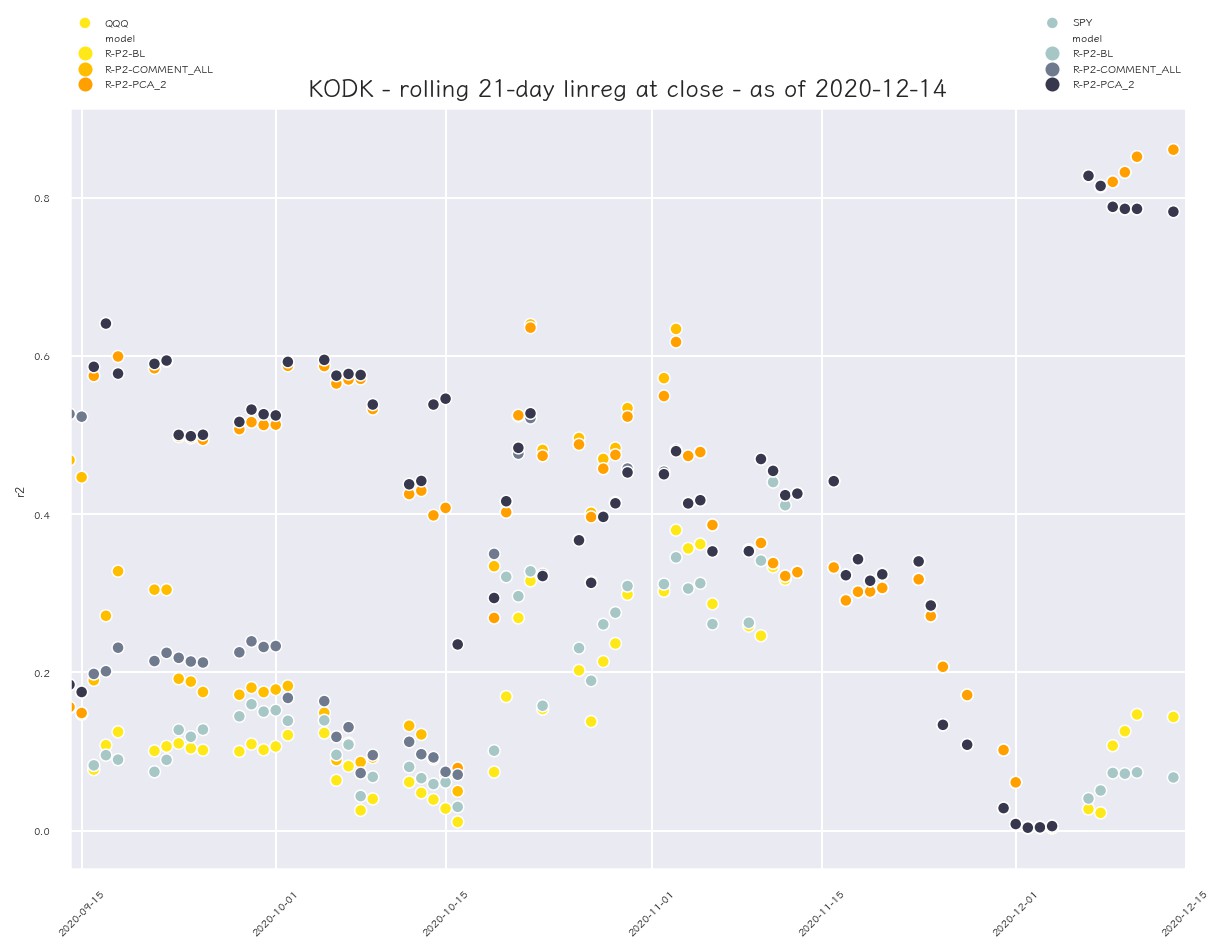 QQQ
model
R-P2-BL
R-P2-COMMENT_ALL
R-P2-PCA_2
SPY
model
R-P2-BL
R-P2-COMMENT_ALL
R-P2-PCA_2
KODK - rolling 21-day linreg at close - as of 2020-12-14
0.8
0.6
r2
0.4
0.2
0.0
2020-09-15
2020-10-01
2020-10-15
2020-11-01
2020-11-15
2020-12-01
2020-12-15